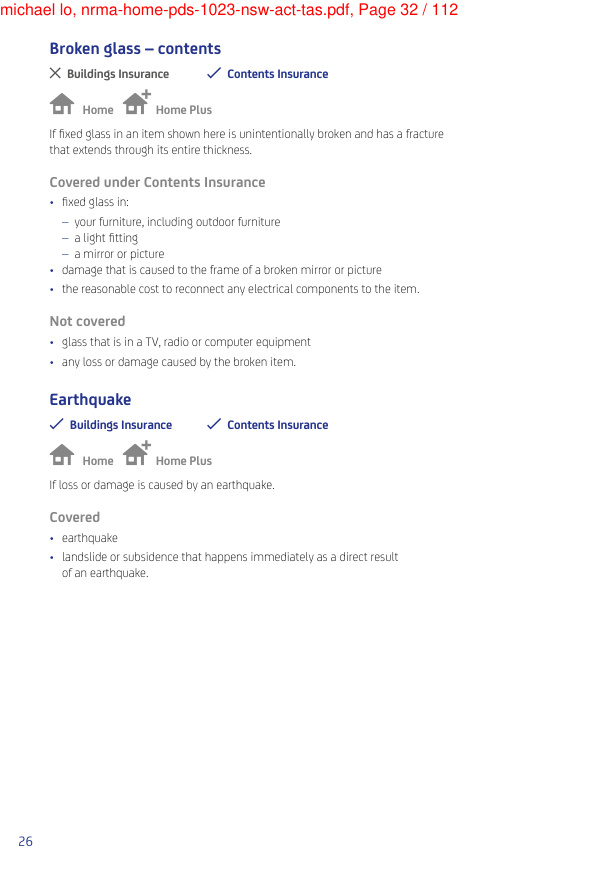 michael lo, nrma-home-pds-1023-nsw-act-tas.pdf, Page 32 / 112
Broken glass – contents
Buildings Insurance Contents Insurance
Home Home Plus
If fixed glass in an item shown here is unintentionally broken and has a fracture
that extends through its entire thickness.
Covered under Contents Insurance
• fixed glass in:
– your furniture, including outdoor furniture
– a light fitting
– a mirror or picture
• damage that is caused to the frame of a broken mirror or picture
• the reasonable cost to reconnect any electrical components to the item.
Not covered
• glass that is in a TV, radio or computer equipment
• any loss or damage caused by the broken item.
Earthquake
Buildings Insurance Contents Insurance
Home Home Plus
If loss or damage is caused by an earthquake.
Covered
• earthquake
• landslide or subsidence that happens immediately as a direct result
of an earthquake.
26